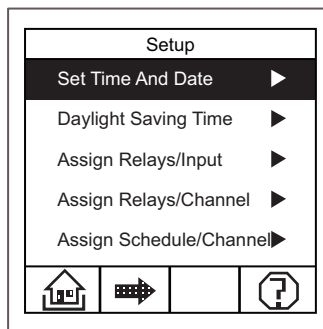 Setup
Set Time And Date
Daylight Saving Time
Assign Relays/Input
Assign Relays/Channel
Assign Schedule/Channel
?